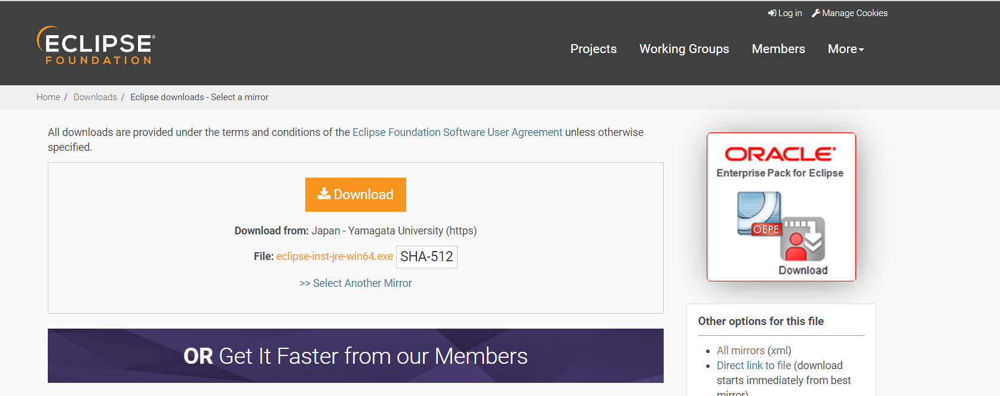 Log in Manage Cookies
ECLIPSE®
FOUNDATION
Projects Working Groups Members More
Home / Downloads / Eclipse downloads - Select a mirror
All downloads are provided under the terms and conditions of the Eclipse Foundation Software User Agreement unless otherwise
specified.
Download
Download from: Japan - Yamagata University (https)
File: eclipse-inst-jre-win64.exe SHA-512
>> Select Another Mirror
OR Get It Faster from our Members
ORACLE®
Enterprise Pack for Eclipse
OEPE
Download
Other options for this file
• All mirrors (xml)
• Direct link to file (download
starts immediately from best
mirror)